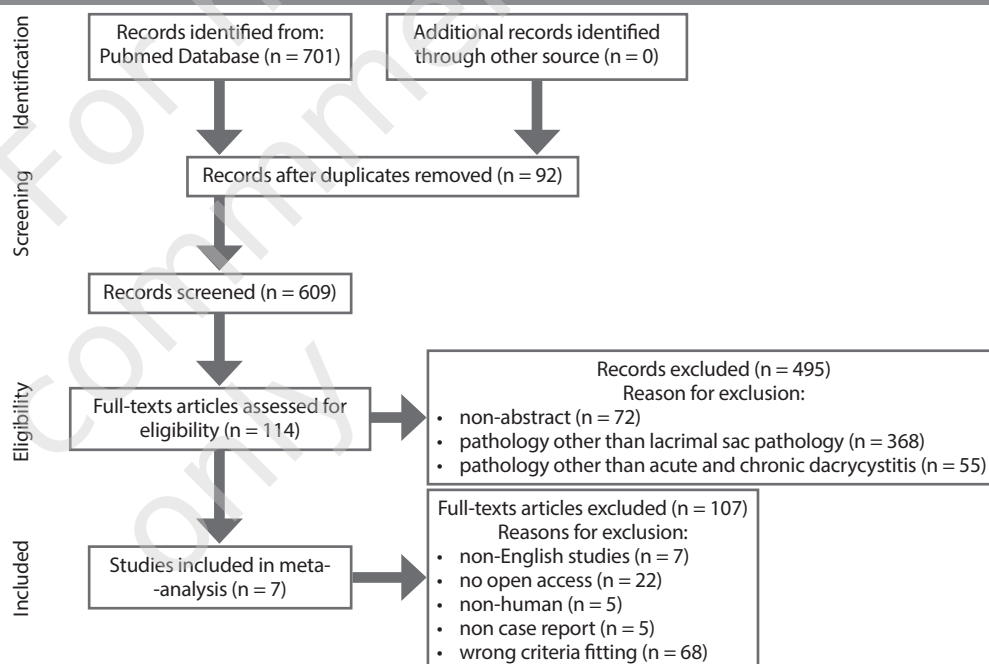 Identification
Records identified from:
Pubmed Database (n = 701)
Additional records identified
through other source (n = 0)
Screening
Records after duplicates removed (n = 92)
Records screened (n = 609)
Eligibility
Full-texts articles assessed for
eligibility (n = 114)
Records excluded (n = 495)
Reason for exclusion:
• non-abstract (n = 72)
• pathology other than lacrimal sac pathology (n = 368)
• pathology other than acute and chronic dacrycystitis (n = 55)
Included
Studies included in meta-
-analysis (n = 7)
Full-texts articles excluded (n = 107)
Reasons for exclusion:
• non-English studies (n = 7)
• no open access (n = 22)
• non-human (n = 5)
• non case report (n = 5)
• wrong criteria fitting (n = 68)
For
only